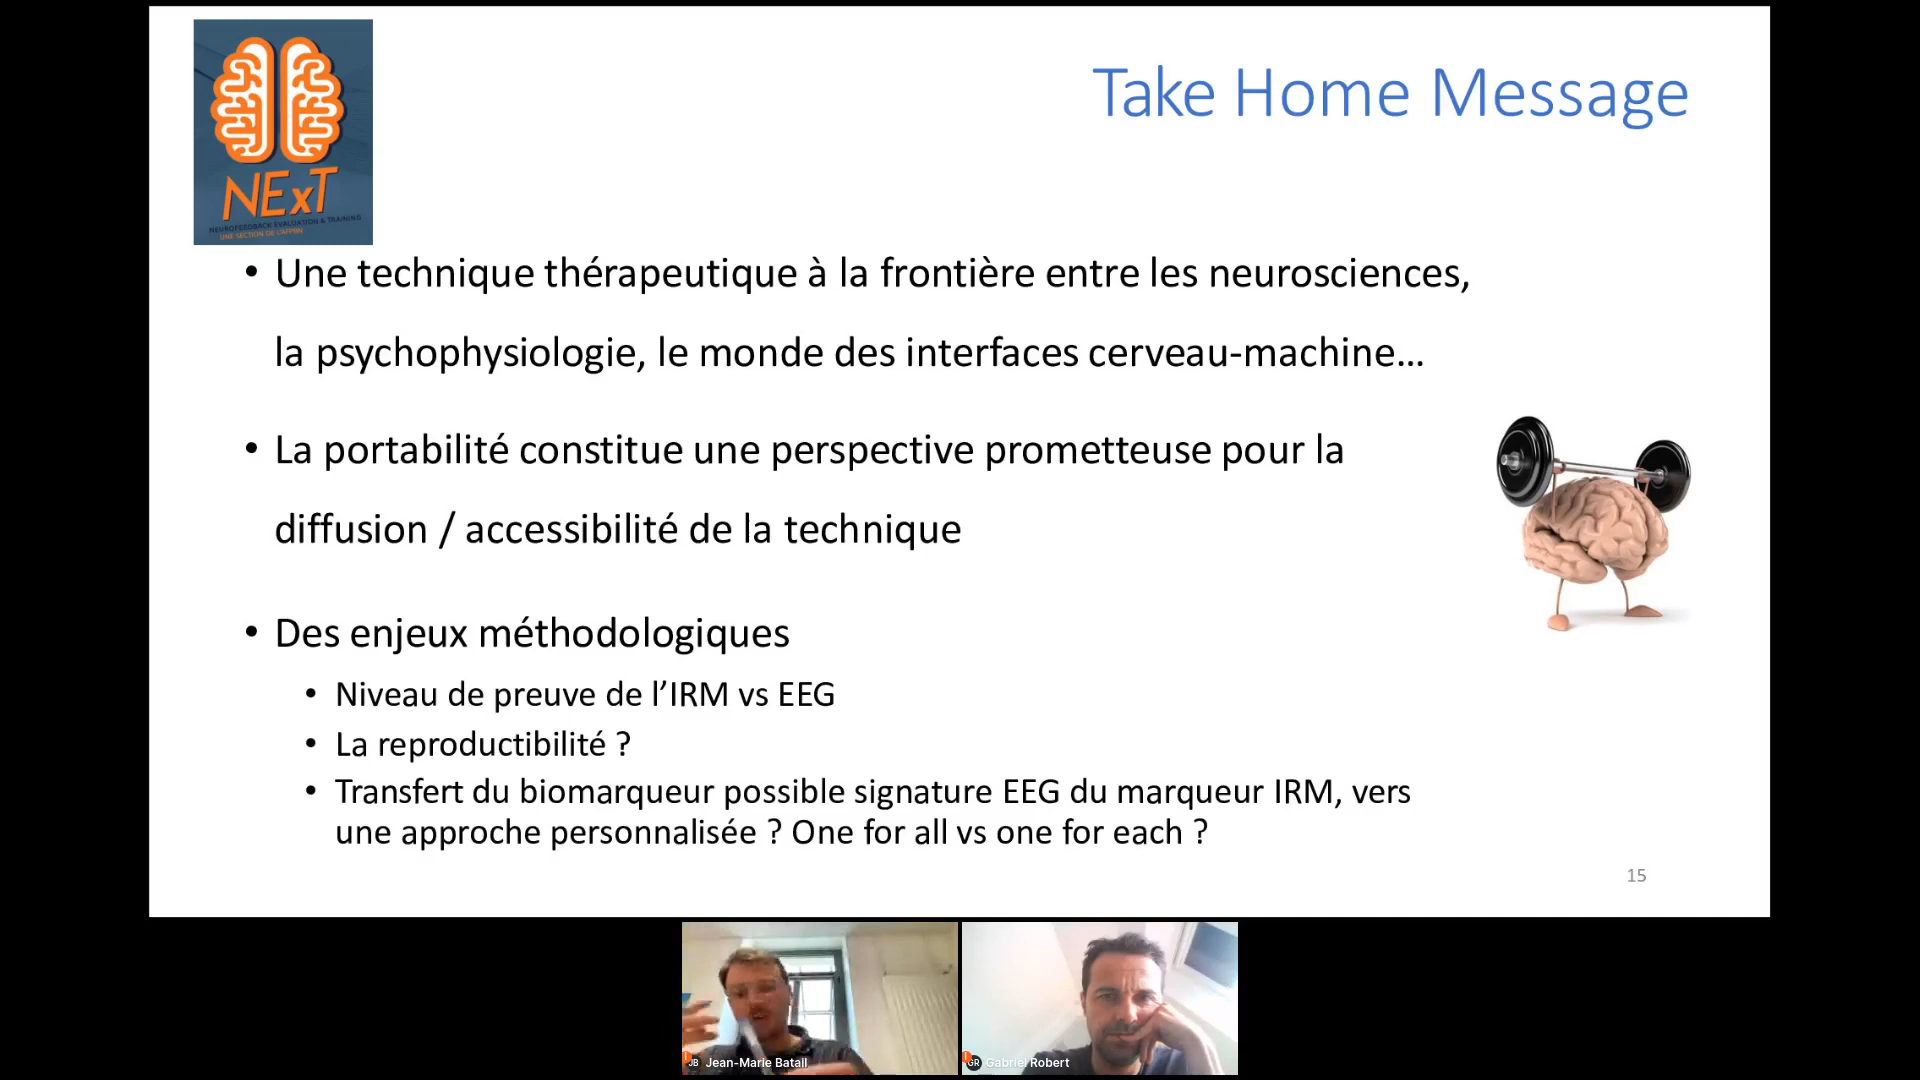 NExT
NEUROFEEDBACK EVALUATION & TRAINING
UNE SECTION DE L'AFPBN
Take Home Message
• Une technique thérapeutique à la frontière entre les neurosciences,
la psychophysiologie, le monde des interfaces cerveau-machine…
• La portabilité constitue une perspective prometteuse pour la
diffusion / accessibilité de la technique
• Des enjeux méthodologiques
• Niveau de preuve de l’IRM vs EEG
• La reproductibilité ?
• Transfert du biomarqueur possible signature EEG du marqueur IRM, vers
une approche personnalisée ? One for all vs one for each ?
15
JB Jean-Marie Batail
GR Gabriel Robert